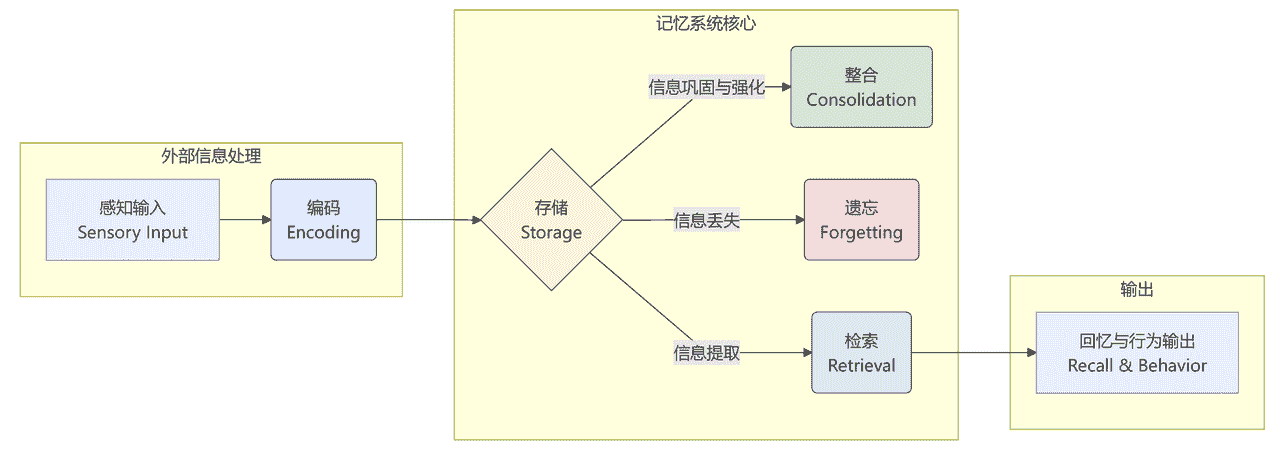 外部信息处理
感知输入
Sensory Input
编码
Encoding
记忆系统核心
存储
Storage
信息巩固与强化
整合
Consolidation
信息丢失
遗忘
Forgetting
信息提取
检索
Retrieval
输出
回忆与行为输出
Recall & Behavior